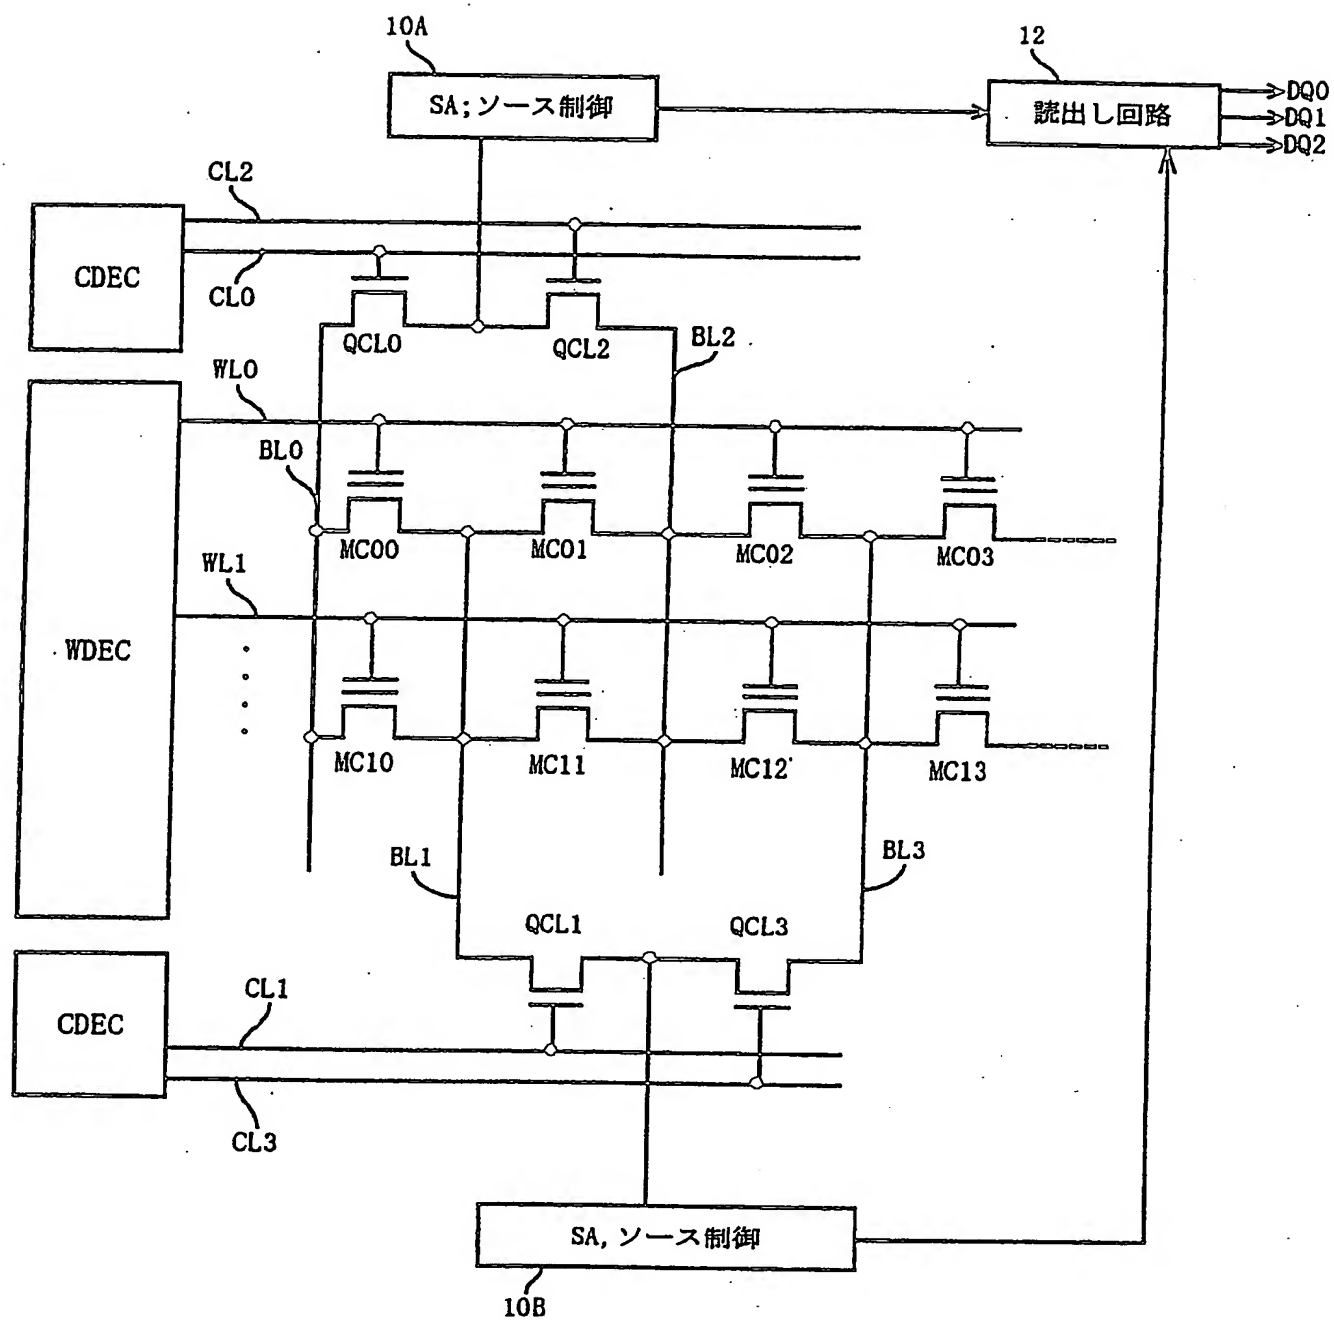 10A
12
SA;ソース制御
読出し回路
DQ0
DQ1
DQ2
CL2
CDEC
CL0
QCL0
QCL2
BL2
WL0
BL0
MC00
MC01
MC02
MC03
WL1
WDEC
MC10
MC11
MC12
MC13
BL1
BL3
QCL1
QCL3
CL1
CDEC
CL3
SA,ソース制御
10B